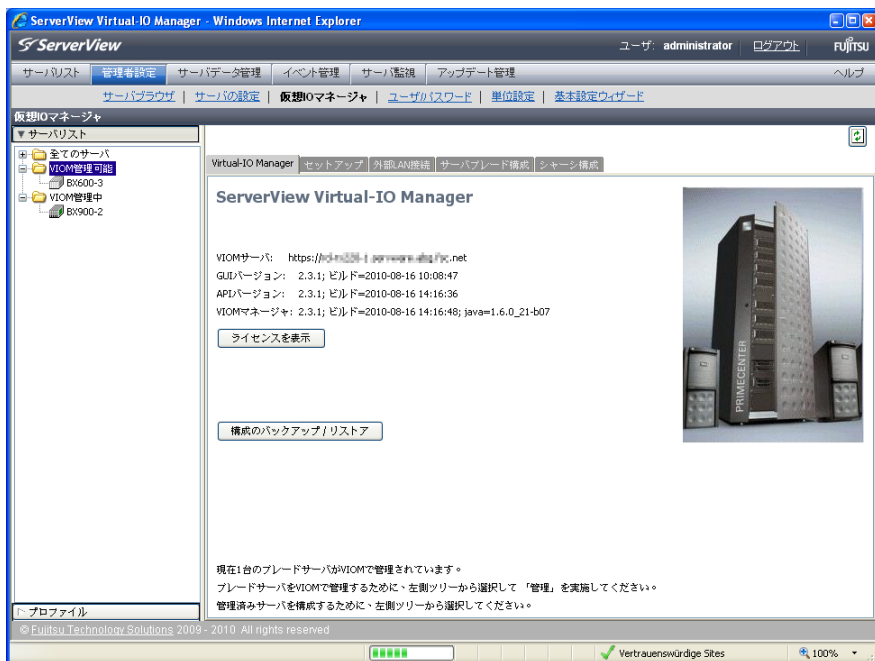 ServerView Virtual-IO Manager - Windows Internet Explorer
ServerView
ユーザ: administrator
ログアウト
FUJITSU
サーバリスト 管理者設定 サーバデータ管理 イベント管理 サーバ監視 アップデート管理 ヘルプ
サーバブラウザ | サーバの設定 | 仮想IOマネージャ | ユーザ/パスワード | 単位設定 | 基本設定ウィザード
仮想IOマネージャ
▼ サーバリスト
全てのサーバ
VIOM管理可能
BX600-3
VIOM管理中
BX900-2
▷ プロファイル
Virtual-IO Manager セットアップ 外部LAN接続 サーバブレード構成 シャーシ構成
ServerView Virtual-IO Manager
VIOMサーバ: https:// .net
GUIバージョン: 2.3.1; ビルド=2010-08-16 10:08:47
APIバージョン: 2.3.1; ビルド=2010-08-16 14:16:36
VIOMマネージャ: 2.3.1; ビルド=2010-08-16 14:16:48; java=1.6.0_21-b07
ライセンスを表示
構成のバックアップ / リストア
PRIMECENTER
現在1台のブレードサーバがVIOMで管理されています。
ブレードサーバをVIOMで管理するために、左側ツリーから選択して 「管理」を実施してください。
管理済みサーバを構成するために、左側ツリーから選択してください。
© Fujitsu Technology Solutions 2009 - 2010 All rights reserved
Vertrauenswürdige Sites
100%